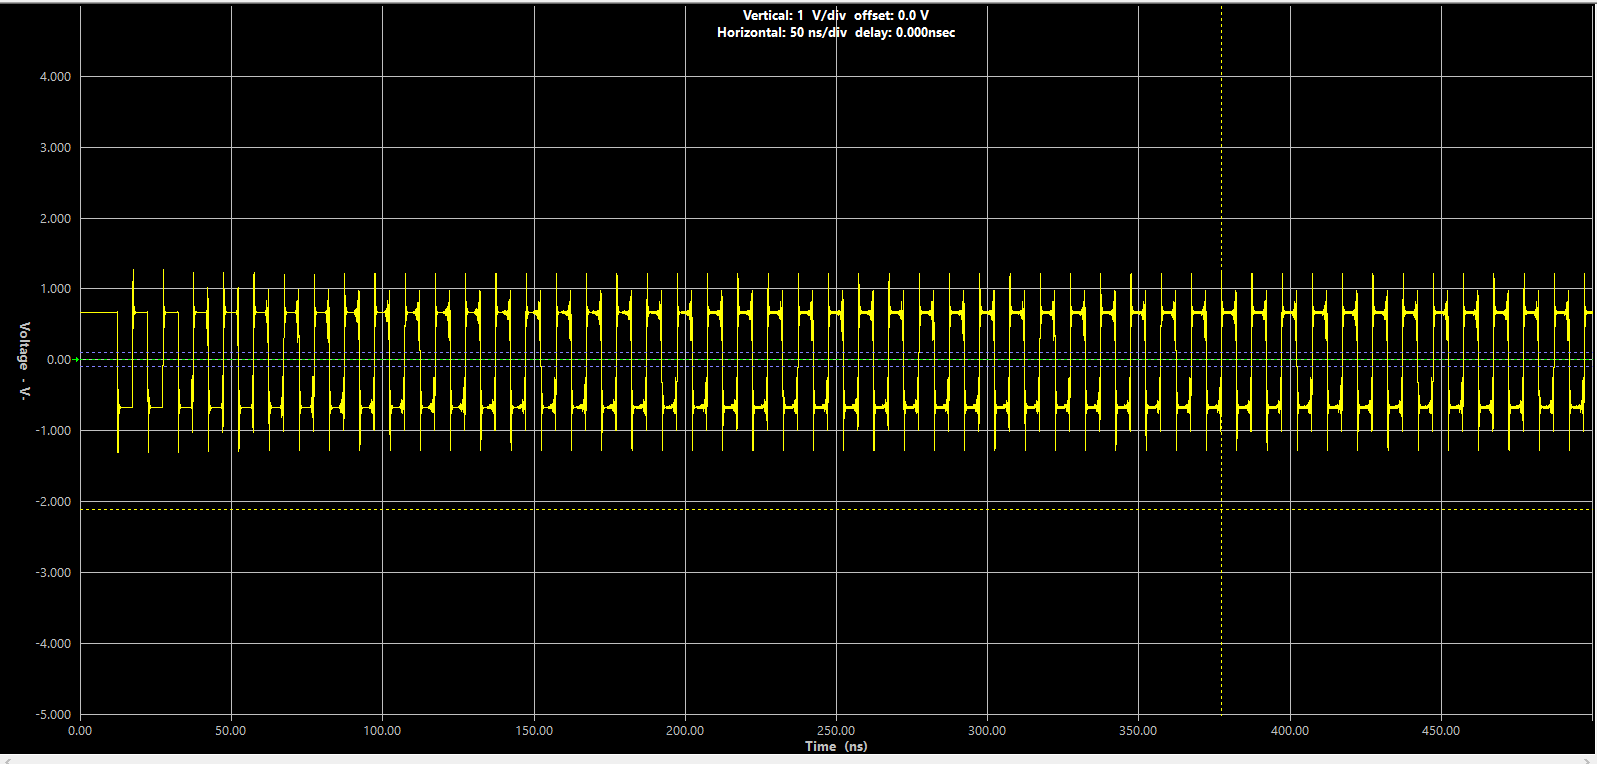 Vertical: 1 V/div offset: 0.0 V
Horizontal: 50 ns/div delay: 0.000nsec
4.000
3.000
2.000
1.000
0.00
-1.000
-2.000
-3.000
-4.000
-5.000
Voltage - V-
0.00 50.00 100.00 150.00 200.00 250.00 300.00 350.00 400.00 450.00
Time (ns)